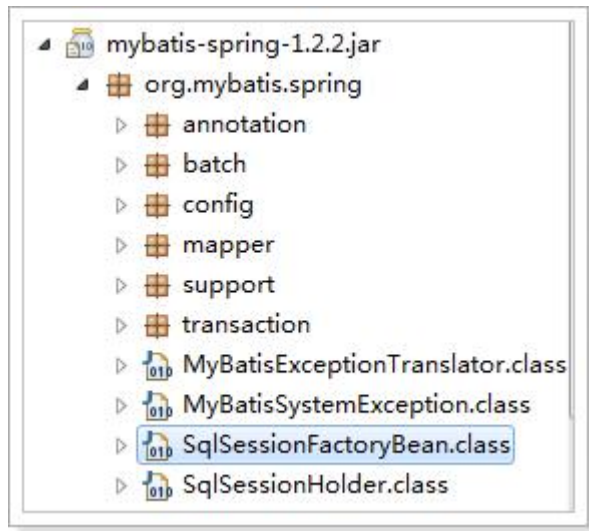 mybatis-spring-1.2.2.jar
org.mybatis.spring
annotation
batch
config
mapper
support
transaction
MyBatisExceptionTranslator.class
MyBatisSystemException.class
SqlSessionFactoryBean.class
SqlSessionHolder.class